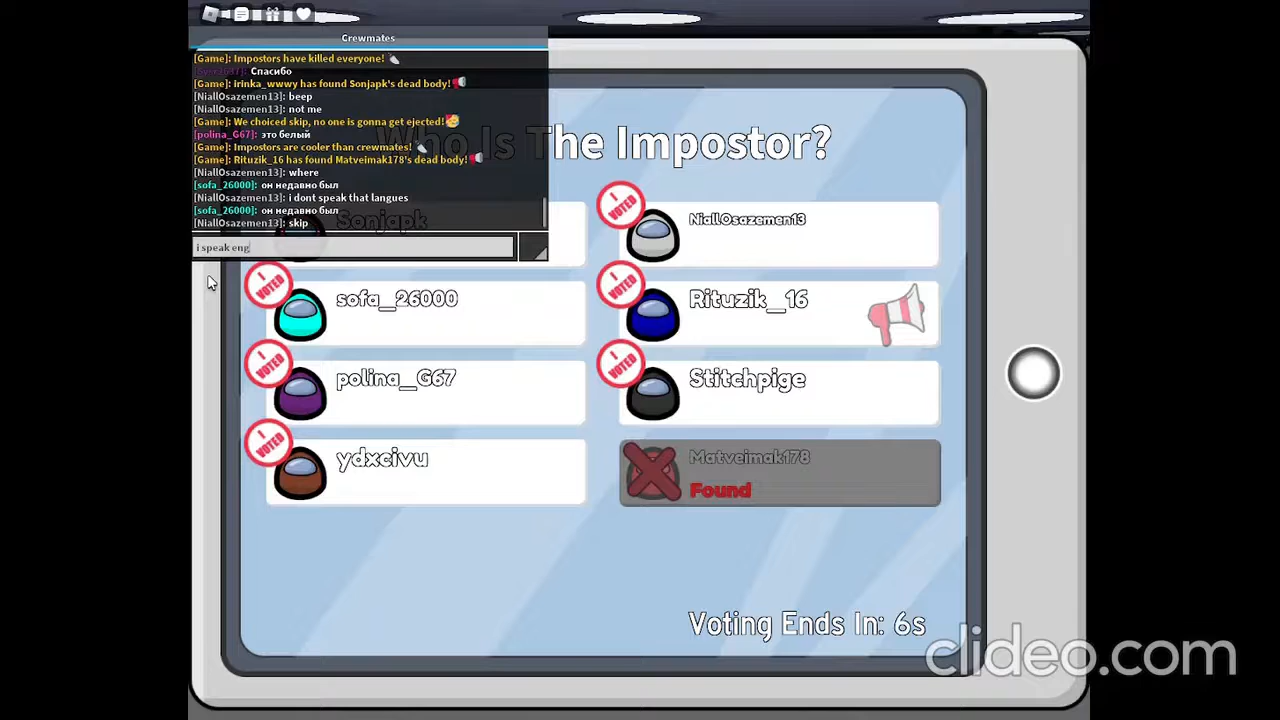 Crewmates
[Game]: Impostors have killed everyone! 🔪
Спасибо
[Game]: irinka_wwwy has found Sonjapk's dead body!📢
[NiallOsazemen13]: beep
[NiallOsazemen13]: not me
[Game]: We choiced skip, no one is gonna get ejected!🥳
[polina_G67]: это белый
[Game]: Impostors are cooler than crewmates! 🔪
[Game]: Rituzik_16 has found Matveimak178's dead body!📢
[NiallOsazemen13]: where
[sofa_26000]: он недавно был
[NiallOsazemen13]: i dont speak that langues
[sofa_26000]: он недавно был
[NiallOsazemen13]: skip
i speak eng
Who Is The Impostor?
Sonjapk
I VOTED
NiallOsazemen13
I VOTED
sofa_26000
I VOTED
Rituzik_16
I VOTED
polina_G67
I VOTED
Stitchpige
I VOTED
ydxcivu
Matveimak178
Found
Voting Ends In: 6s
clideo.com